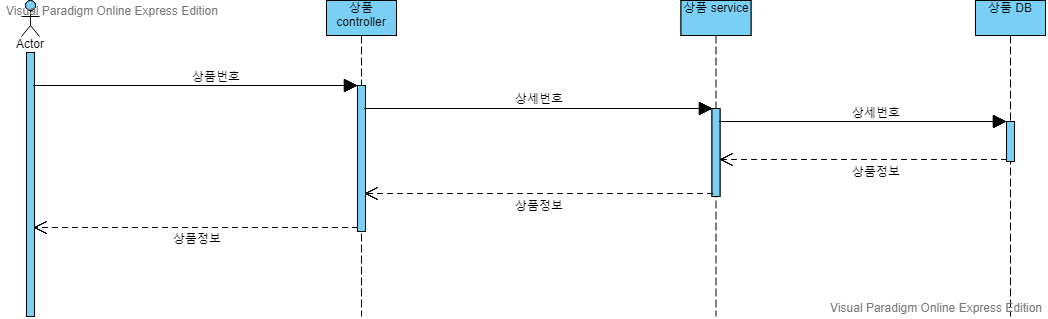 Visual Paradigm Online Express Edition
Actor
상품
controller
상품 service
상품 DB
상품번호
상세번호
상세번호
상품정보
상품정보
상품정보
Visual Paradigm Online Express Edition